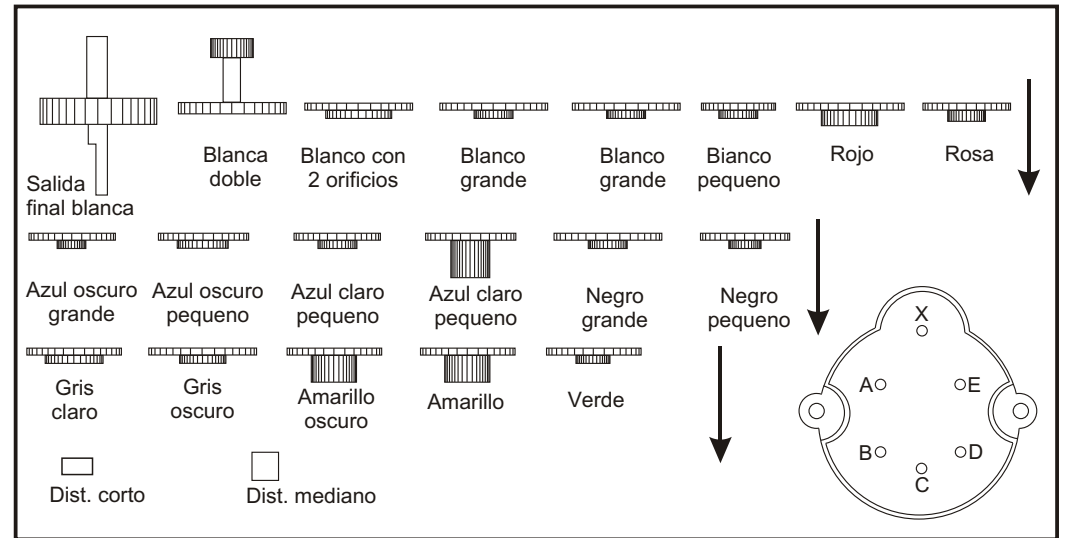 Salida
final blanca
Blanca
doble
Blanco con
2 orificios
Blanco
grande
Blanco
grande
Bianco
pequeno
Rojo
Rosa
Azul oscuro
grande
Azul oscuro
pequeno
Azul claro
pequeno
Azul claro
pequeno
Negro
grande
Negro
pequeno
Gris
claro
Gris
oscuro
Amarillo
oscuro
Amarillo
Verde
Dist. corto
Dist. mediano
X
A
E
B
D
C